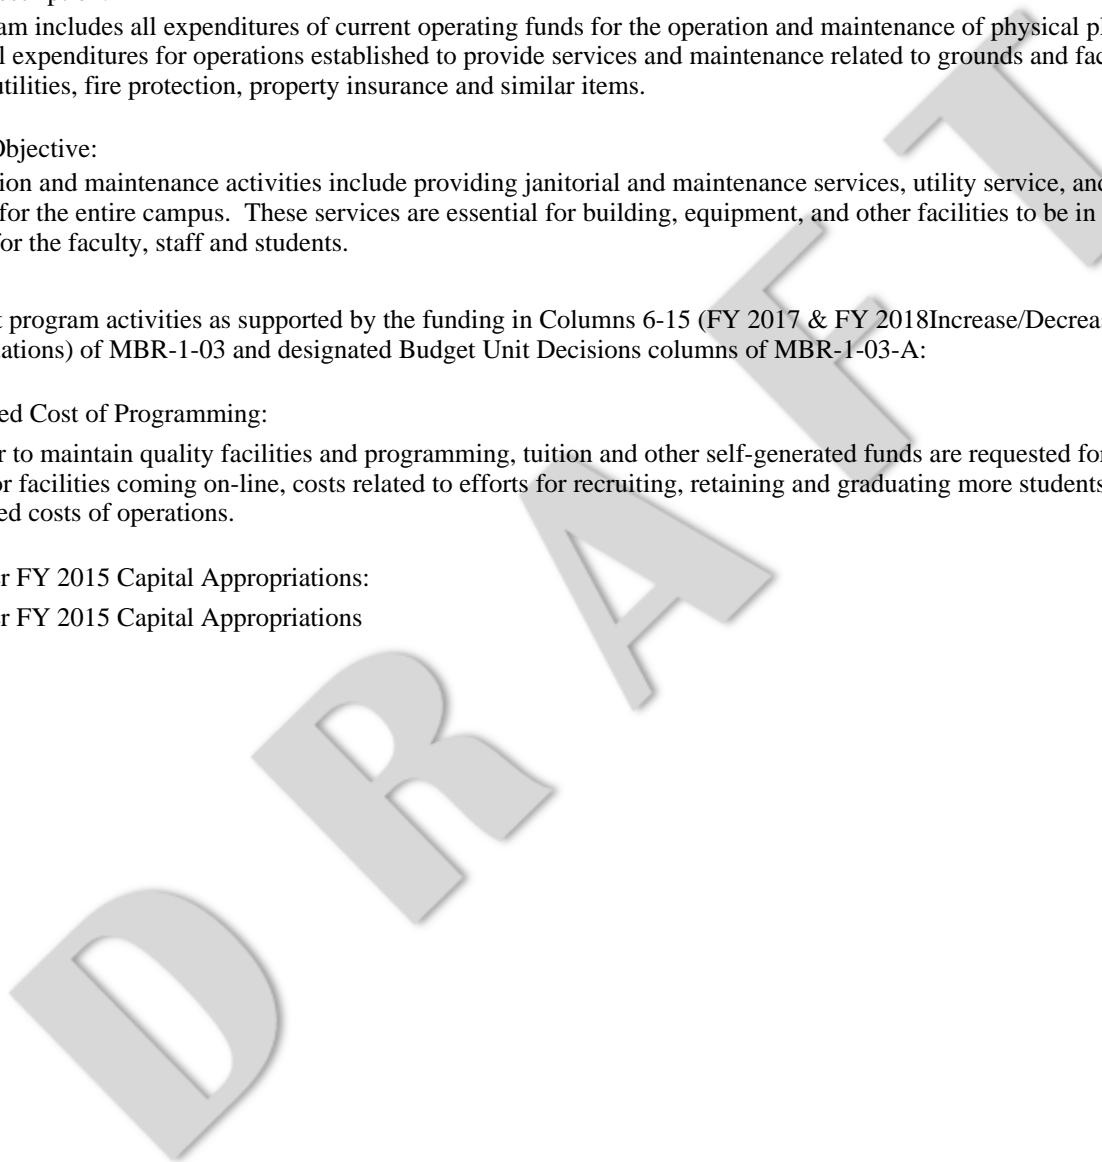 am includes all expenditures of current operating funds for the operation and maintenance of physical pl
l expenditures for operations established to provide services and maintenance related to grounds and fac
utilities, fire protection, property insurance and similar items.
Objective:
ion and maintenance activities include providing janitorial and maintenance services, utility service, and
for the entire campus.  These services are essential for building, equipment, and other facilities to be in
for the faculty, staff and students.
t program activities as supported by the funding in Columns 6-15 (FY 2017 & FY 2018Increase/Decreas
ations) of MBR-1-03 and designated Budget Unit Decisions columns of MBR-1-03-A:
ed Cost of Programming:
r to maintain quality facilities and programming, tuition and other self-generated funds are requested for
or facilities coming on-line, costs related to efforts for recruiting, retaining and graduating more students
ed costs of operations.
r FY 2015 Capital Appropriations:
r FY 2015 Capital Appropriations
DRAFT